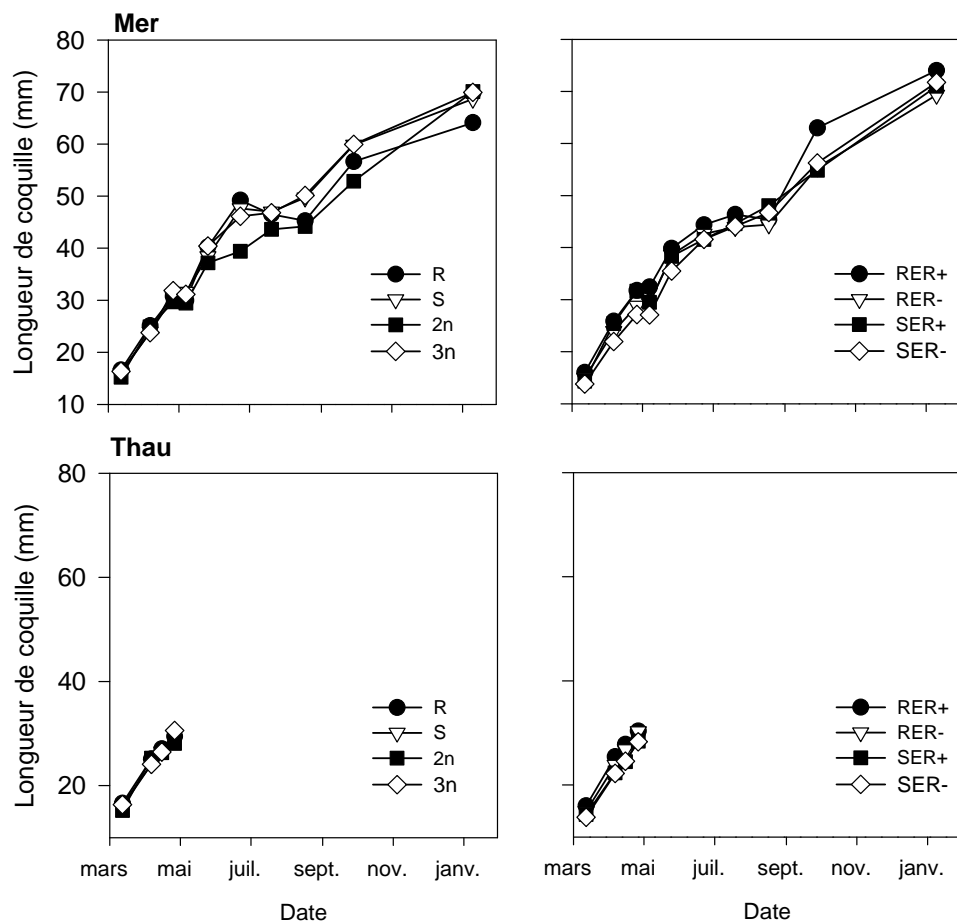 Mer
80
70
60
50
40
30
20
10
Longueur de coquille (mm)
R
S
2n
3n
RER+
RER-
SER+
SER-
Thau
80
60
40
20
Longueur de coquille (mm)
R
S
2n
3n
RER+
RER-
SER+
SER-
mars mai juil. sept. nov. janv.
mars mai juil. sept. nov. janv.
Date
Date